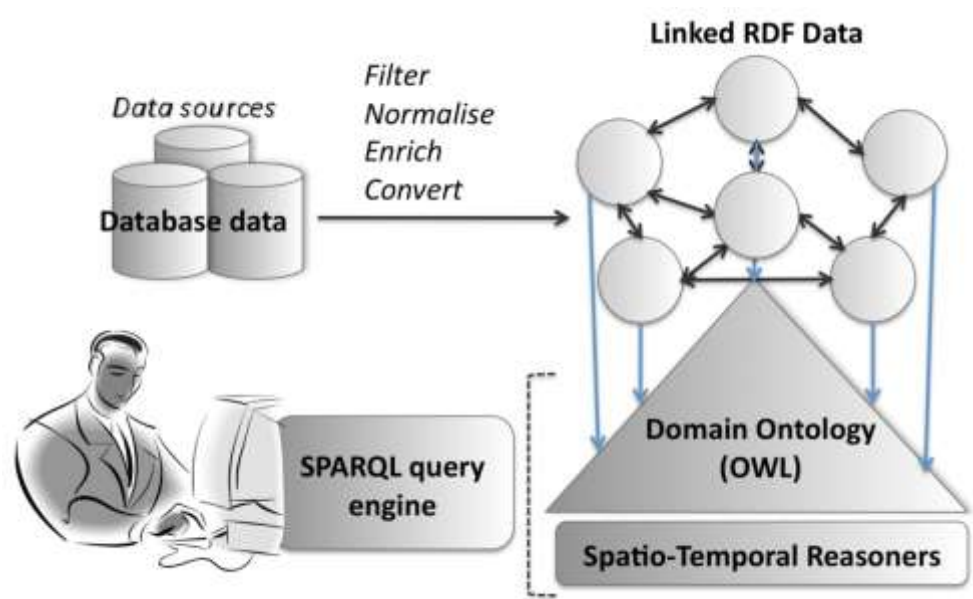 Linked RDF Data
Filter
Normalise
Enrich
Convert
Data sources
Database data
SPARQL query
engine
Domain Ontology
(OWL)
Spatio-Temporal Reasoners